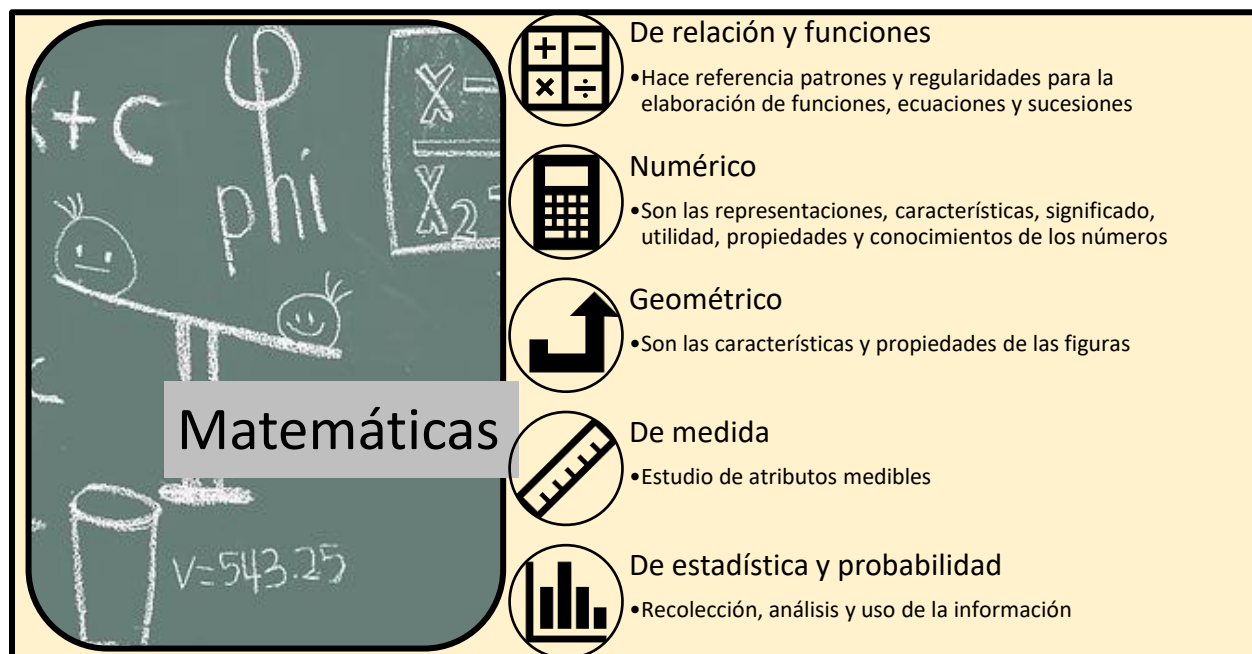 x+c
φ
phi
X-
X2-
Matemáticas
V=543.25
De relación y funciones
•Hace referencia patrones y regularidades para la
elaboración de funciones, ecuaciones y sucesiones
Numérico
•Son las representaciones, características, significado,
utilidad, propiedades y conocimientos de los números
Geométrico
•Son las características y propiedades de las figuras
De medida
•Estudio de atributos medibles
De estadística y probabilidad
•Recolección, análisis y uso de la información